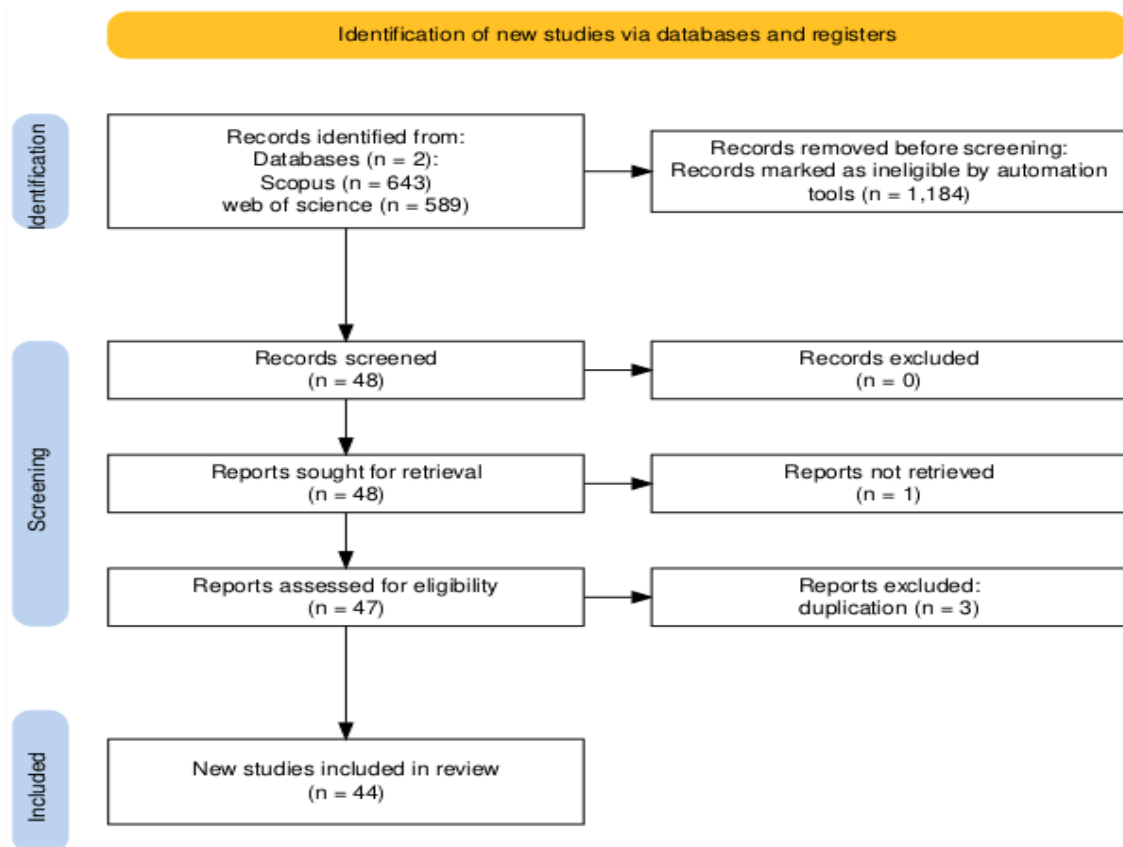 Identification of new studies via databases and registers
Identification
Records identified from:
Databases (n = 2):
Scopus (n = 643)
web of science (n = 589)
Records removed before screening:
Records marked as ineligible by automation
tools (n = 1,184)
Screening
Records screened
(n = 48)
Records excluded
(n = 0)
Reports sought for retrieval
(n = 48)
Reports not retrieved
(n = 1)
Reports assessed for eligibility
(n = 47)
Reports excluded:
duplication (n = 3)
Included
New studies included in review
(n = 44)